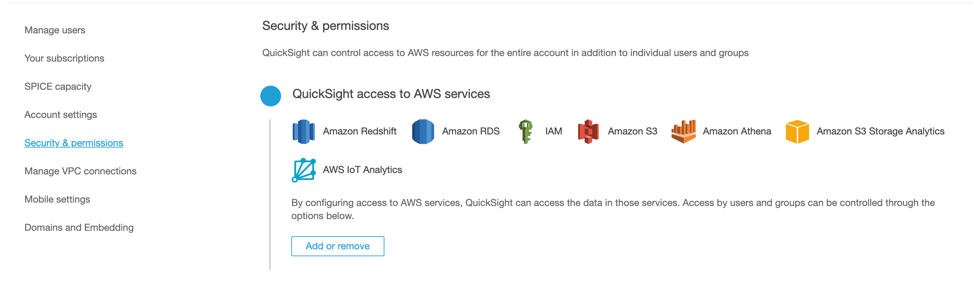 Manage users
Your subscriptions
SPICE capacity
Account settings
Security & permissions
Manage VPC connections
Mobile settings
Domains and Embedding
Security & permissions
QuickSight can control access to AWS resources for the entire account in addition to individual users and groups
QuickSight access to AWS services
Amazon Redshift Amazon RDS IAM Amazon S3 Amazon Athena Amazon S3 Storage Analytics
AWS IoT Analytics
By configuring access to AWS services, QuickSight can access the data in those services. Access by users and groups can be controlled through the
options below.
Add or remove